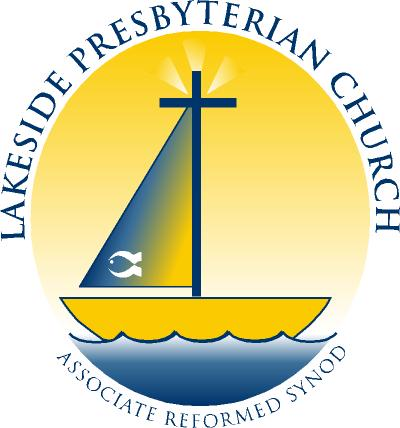 LAKESIDE PRESBYTERIAN CHURCH
ASSOCIATE REFORMED SYNOD